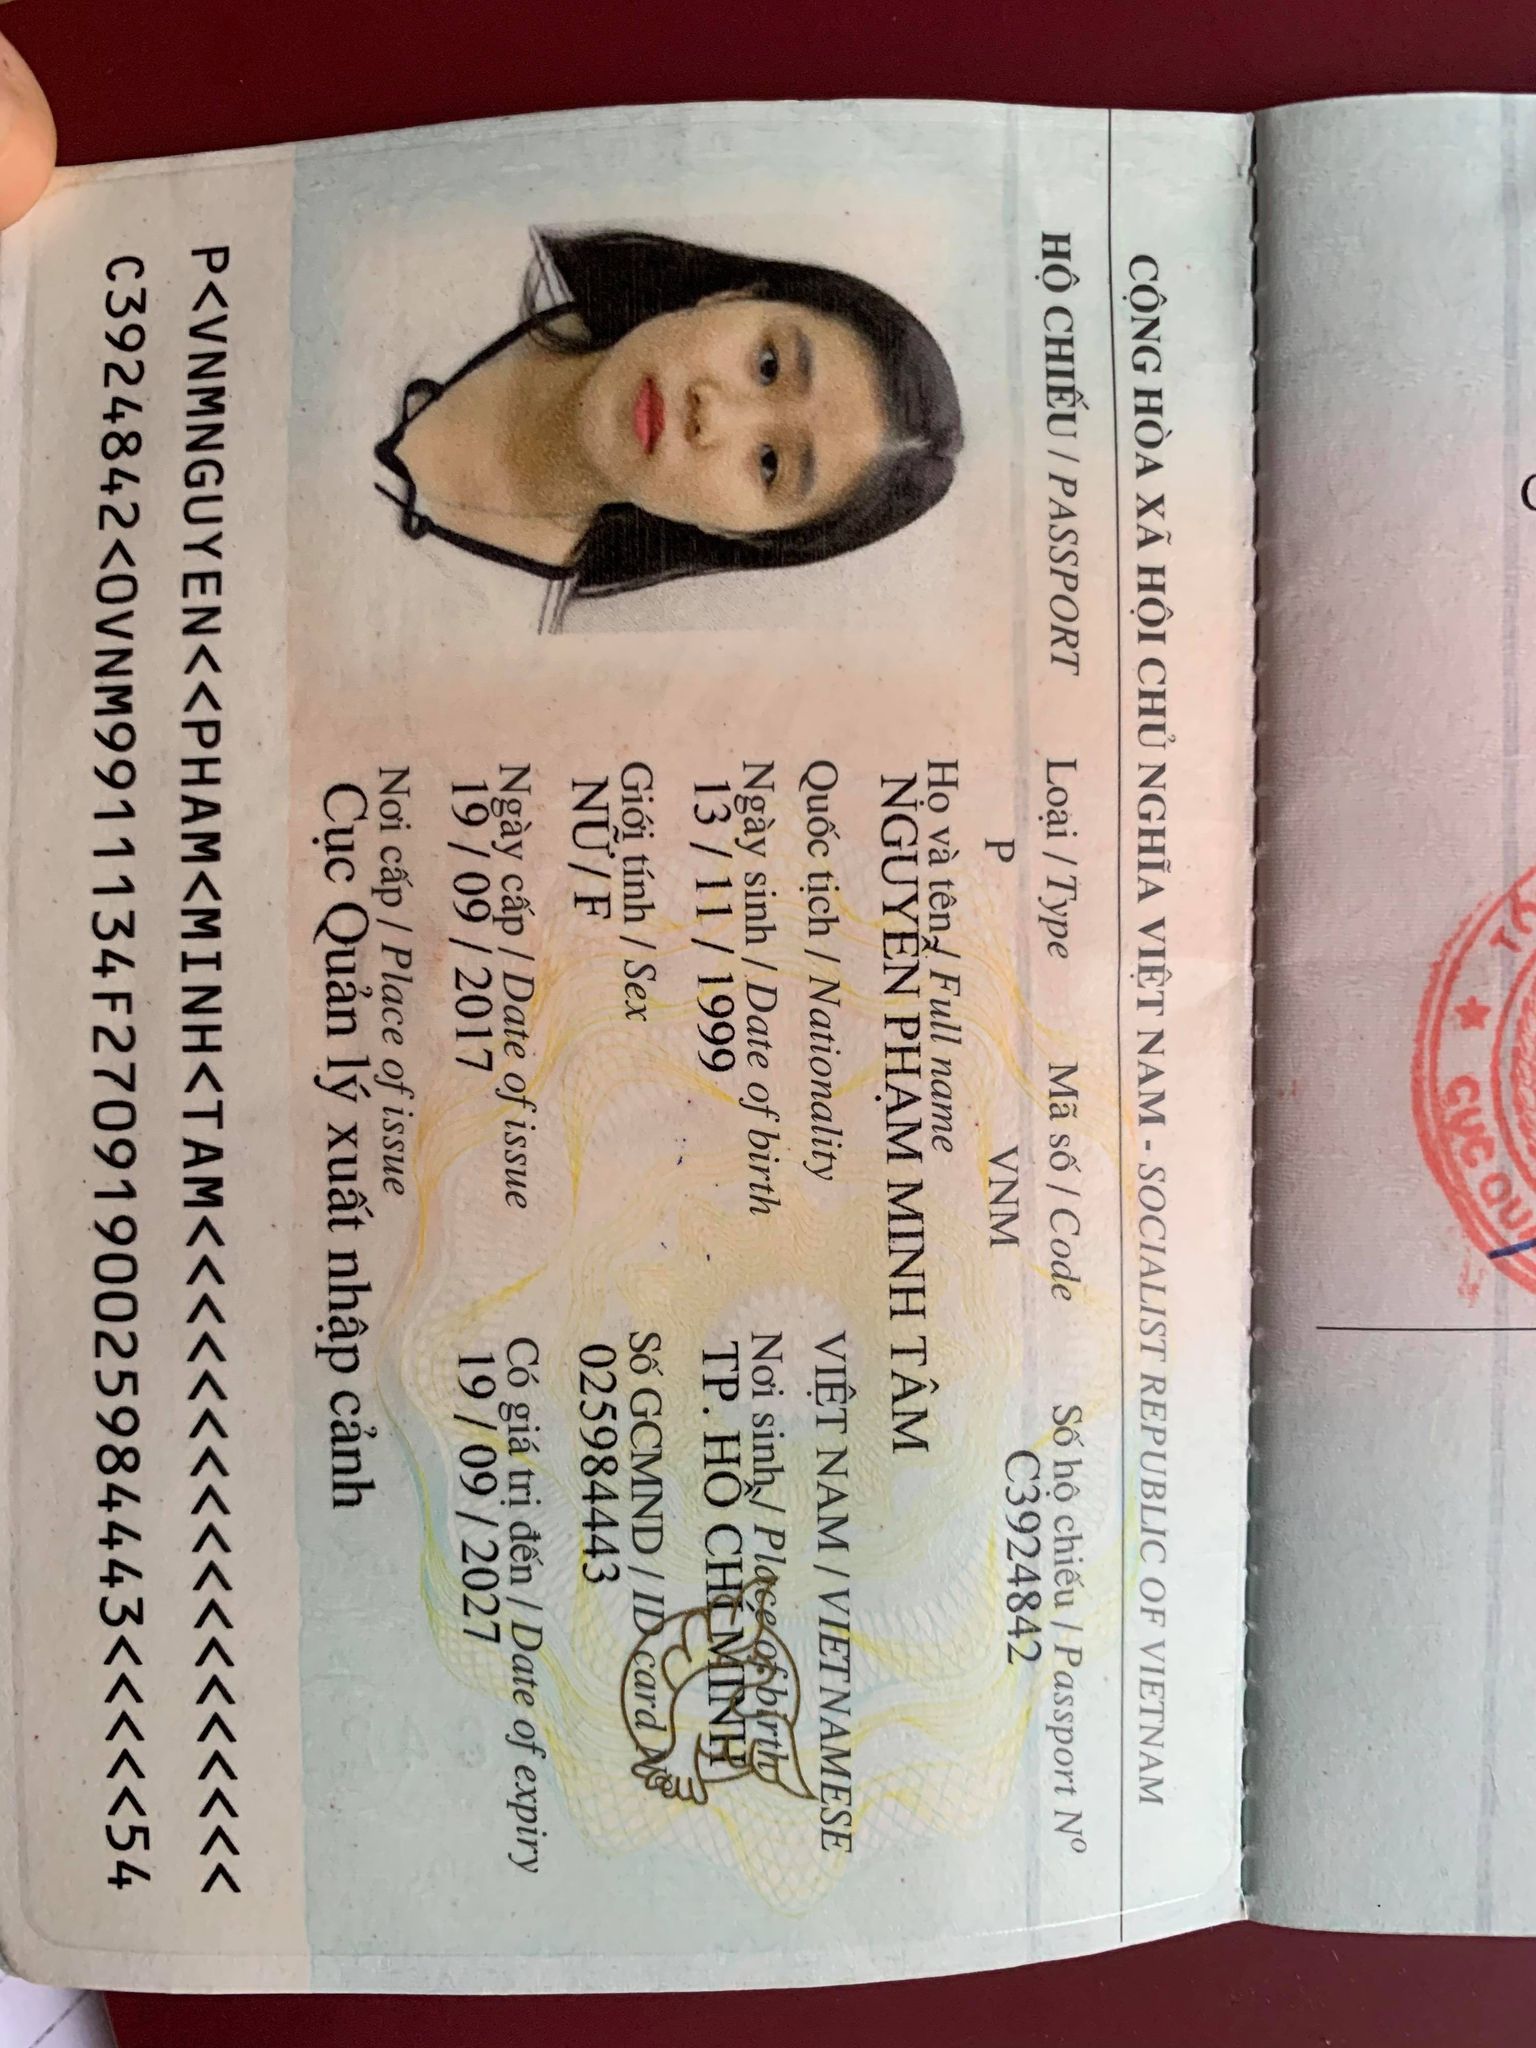 CỘNG HÒA XÃ HỘI CHỦ NGHĨA VIỆT NAM - SOCIALIST REPUBLIC OF VIETNAM
HỘ CHIẾU / PASSPORT
Loại / Type Mã số / Code Số hộ chiếu / Passport Nº
P VNM C3924842
Họ và tên / Full name
NGUYỄN PHẠM MINH TÂM
Quốc tịch / Nationality VIỆT NAM / VIETNAMESE
Ngày sinh / Date of birth Nơi sinh / Place of birth
13 / 11 / 1999 TP. HỒ CHÍ MINH
Giới tính / Sex Số GCMND / ID card Nº
NỮ / F 025984443
Ngày cấp / Date of issue Có giá trị đến / Date of expiry
19 / 09 / 2017 19 / 09 / 2027
Nơi cấp / Place of issue
Cục Quản lý xuất nhập cảnh
P<VNMNGUYEN<<PHAM<MINH<TAM<<<<<<<<<<<<<<<<<<
C3924842<0VNM9911134F2709190025984443<<<<<54
CỤC